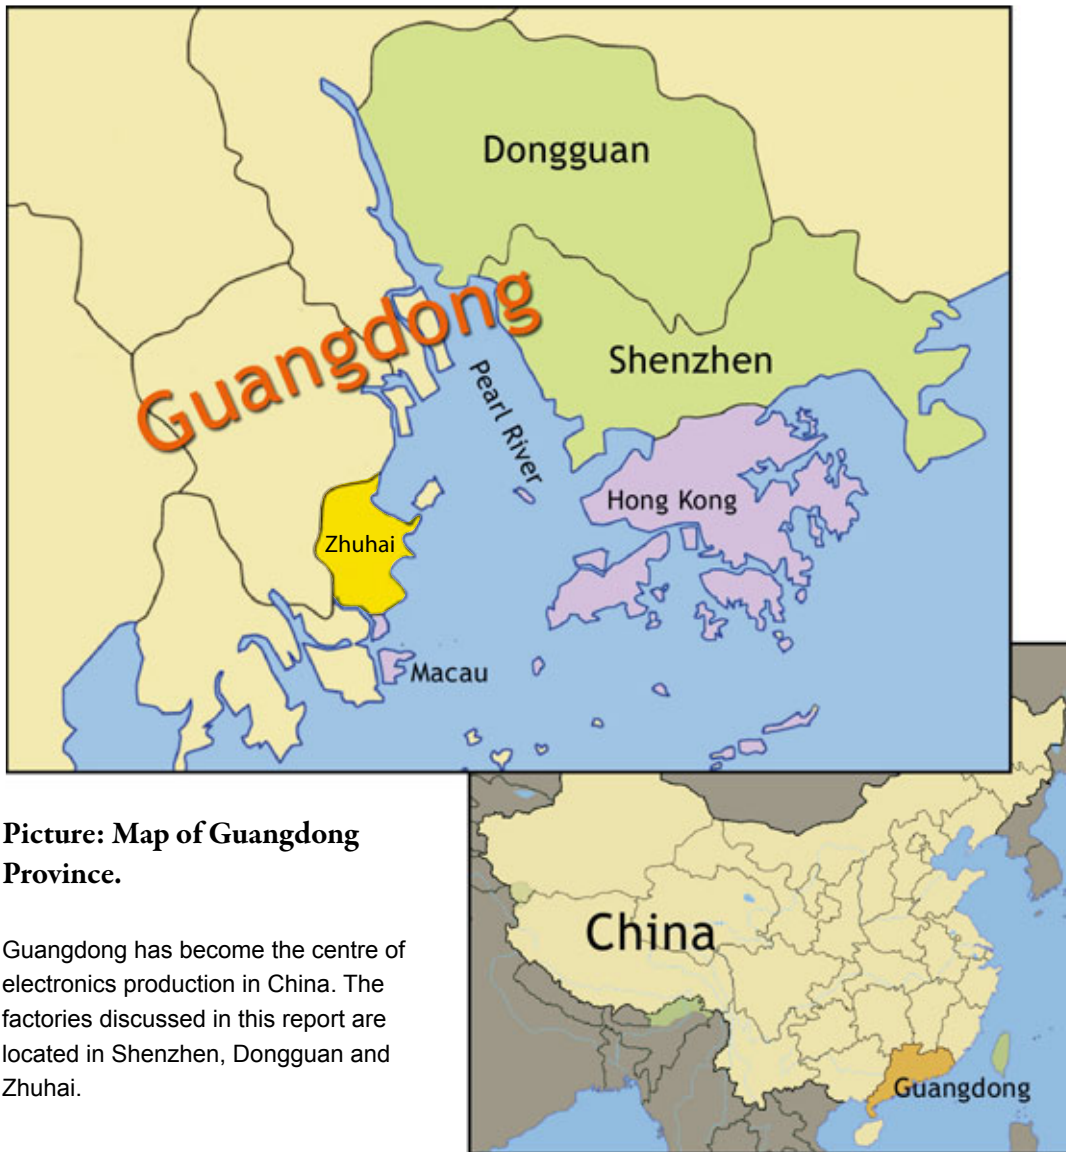 Dongguan
Guangdong
Shenzhen
Pearl River
Hong Kong
Zhuhai
Macau
Picture: Map of Guangdong
Province.
Guangdong has become the centre of
electronics production in China. The
factories discussed in this report are
located in Shenzhen, Dongguan and
Zhuhai.
China
Guangdong